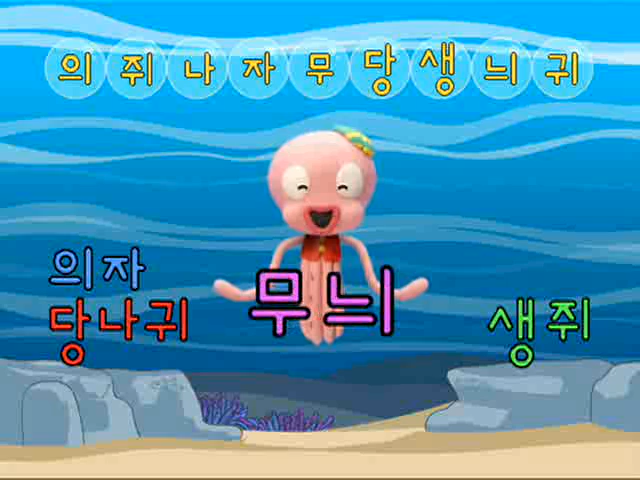 의 쥐 나 자 무 당 생 늬 귀
의자
당나귀
무늬
생쥐